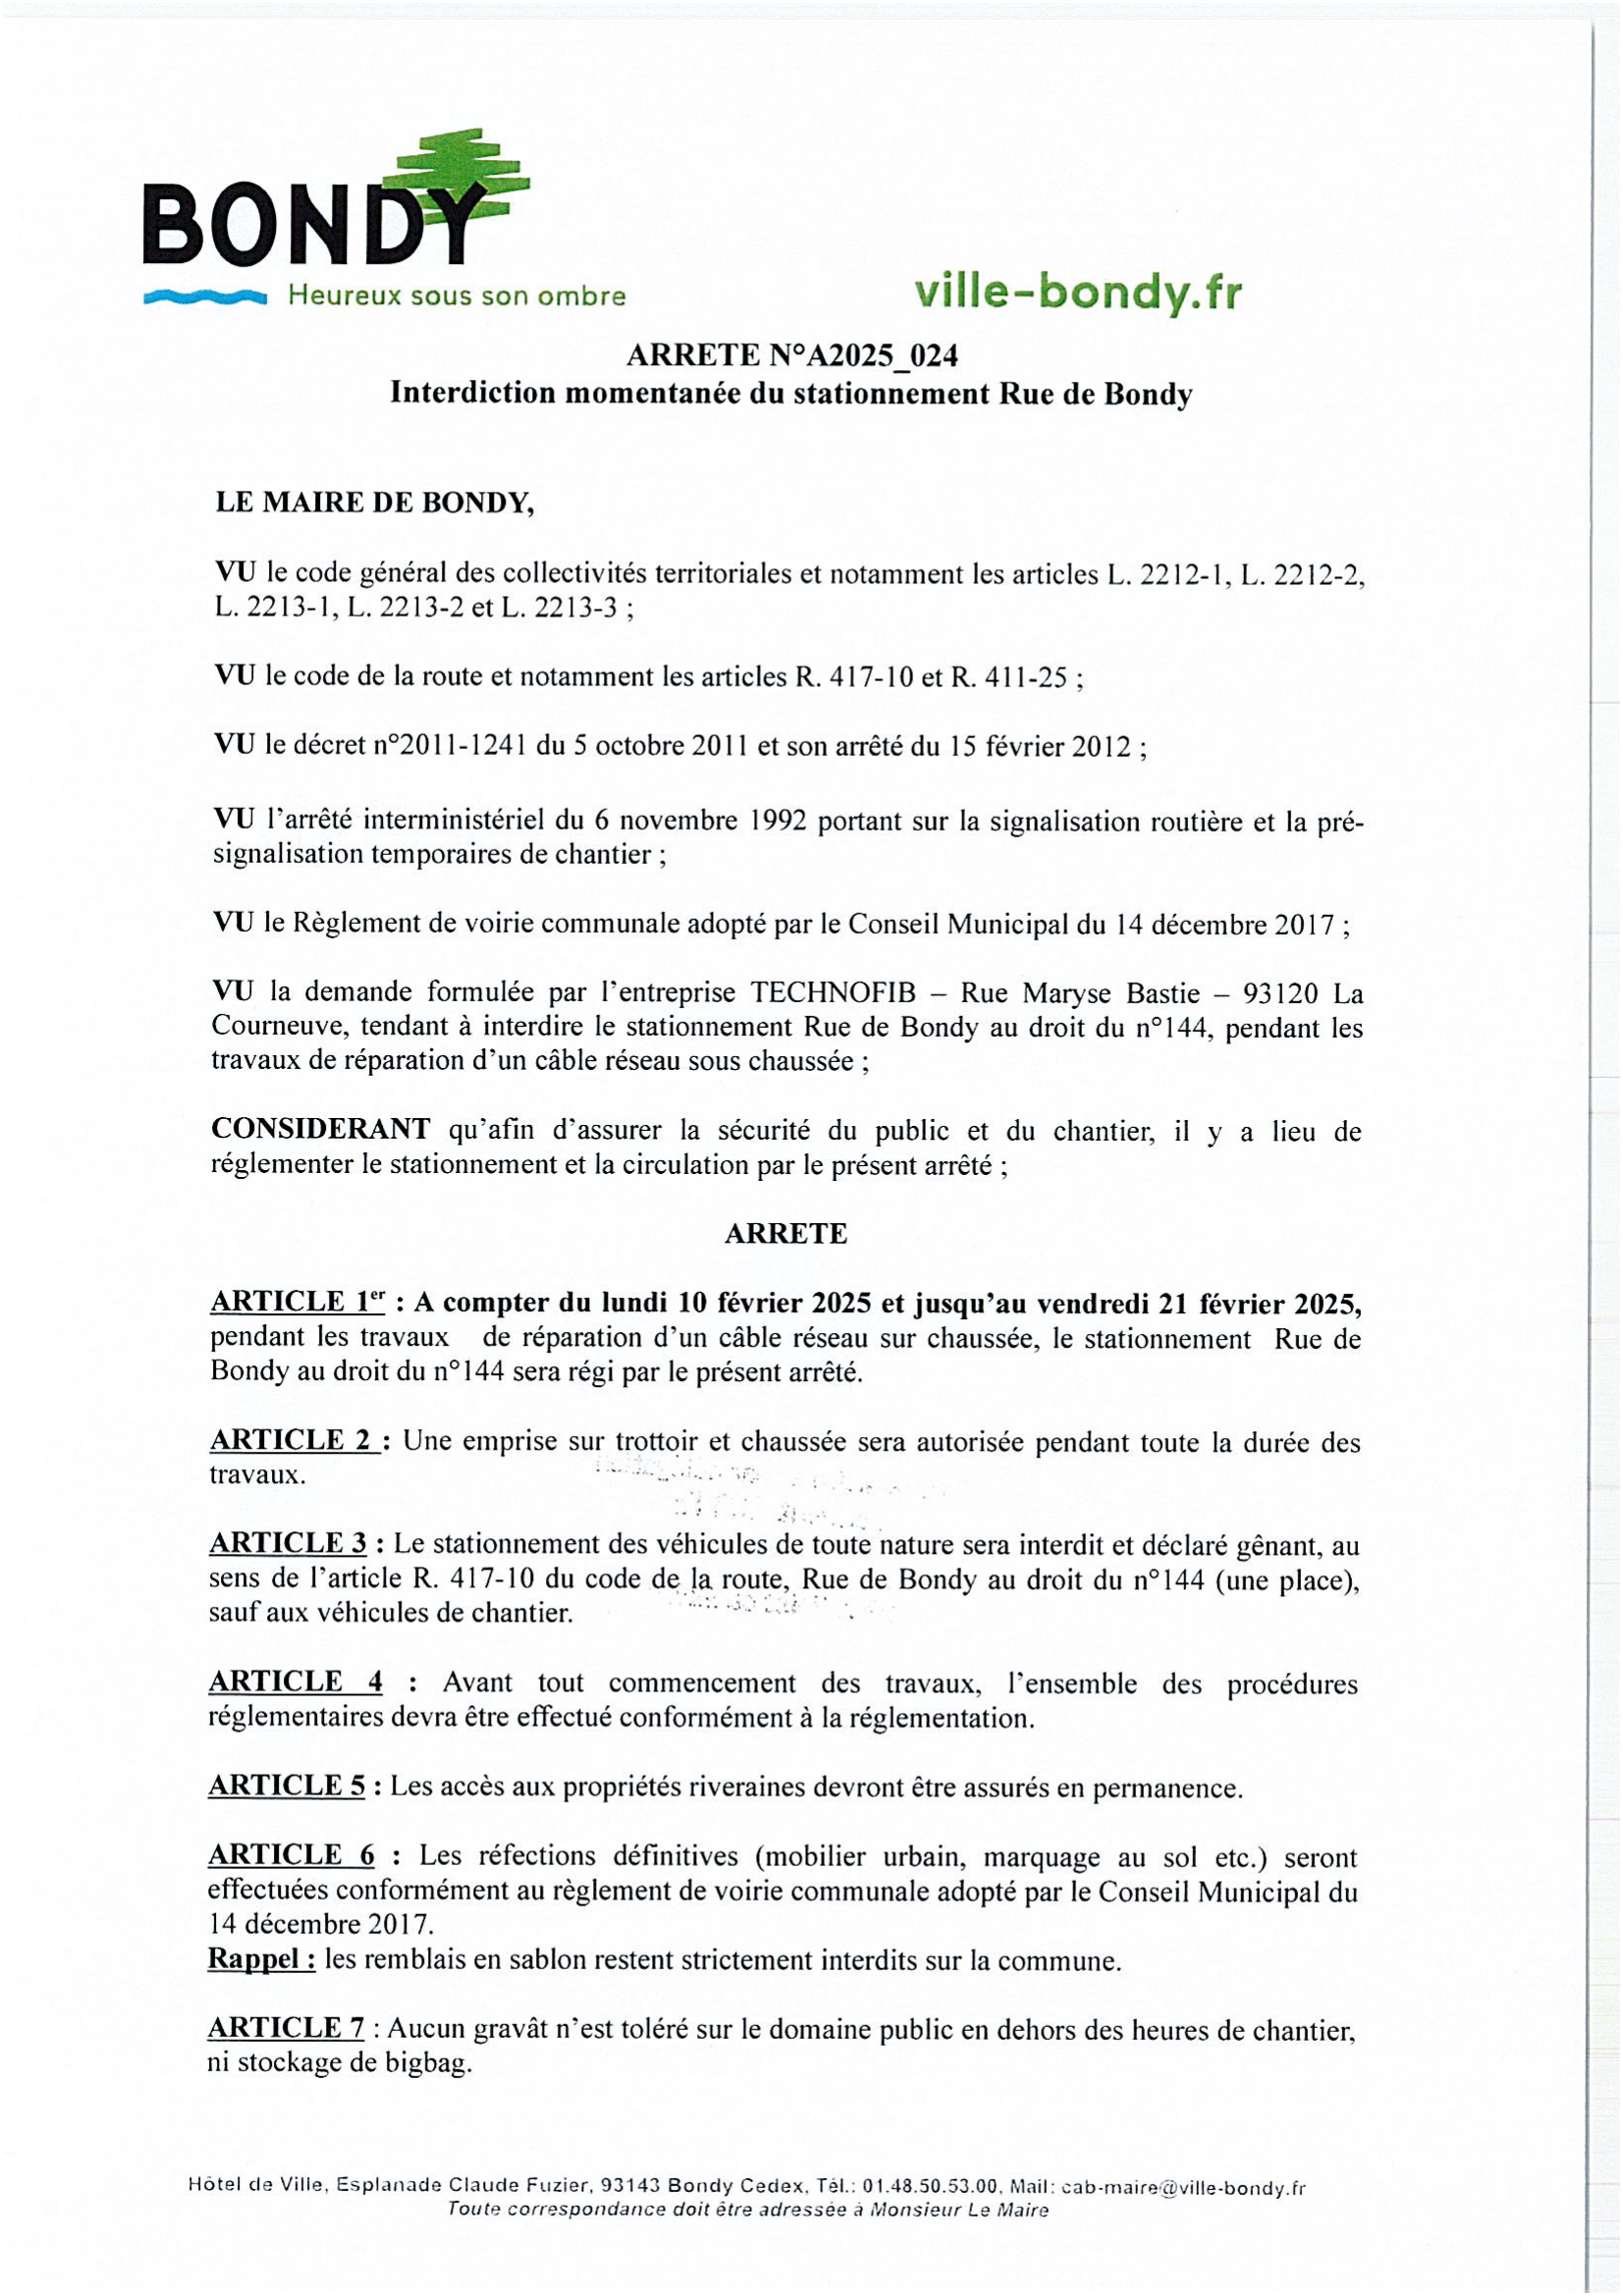 BONDY
Heureux sous son ombre
ville-bondy.fr
ARRETE N°A2025_024
Interdiction momentanée du stationnement Rue de Bondy
LE MAIRE DE BONDY,
VU le code général des collectivités territoriales et notamment les articles L. 2212-1, L. 2212-2,
L. 2213-1, L. 2213-2 et L. 2213-3 ;
VU le code de la route et notamment les articles R. 417-10 et R. 411-25 ;
VU le décret n°2011-1241 du 5 octobre 2011 et son arrêté du 15 février 2012 ;
VU l'arrêté interministériel du 6 novembre 1992 portant sur la signalisation routière et la pré-
signalisation temporaires de chantier ;
VU le Règlement de voirie communale adopté par le Conseil Municipal du 14 décembre 2017 ;
VU la demande formulée par l'entreprise TECHNOFIB – Rue Maryse Bastie – 93120 La
Courneuve, tendant à interdire le stationnement Rue de Bondy au droit du n°144, pendant les
travaux de réparation d'un câble réseau sous chaussée ;
CONSIDERANT qu'afin d'assurer la sécurité du public et du chantier, il y a lieu de
réglementer le stationnement et la circulation par le présent arrêté ;
ARRETE
ARTICLE 1er : A compter du lundi 10 février 2025 et jusqu'au vendredi 21 février 2025,
pendant les travaux de réparation d'un câble réseau sur chaussée, le stationnement Rue de
Bondy au droit du n°144 sera régi par le présent arrêté.
ARTICLE 2 : Une emprise sur trottoir et chaussée sera autorisée pendant toute la durée des
travaux.
ARTICLE 3 : Le stationnement des véhicules de toute nature sera interdit et déclaré gênant, au
sens de l'article R. 417-10 du code de la route, Rue de Bondy au droit du n°144 (une place),
sauf aux véhicules de chantier.
ARTICLE 4 : Avant tout commencement des travaux, l'ensemble des procédures
réglementaires devra être effectué conformément à la réglementation.
ARTICLE 5 : Les accès aux propriétés riveraines devront être assurés en permanence.
ARTICLE 6 : Les réfections définitives (mobilier urbain, marquage au sol etc.) seront
effectuées conformément au règlement de voirie communale adopté par le Conseil Municipal du
14 décembre 2017.
Rappel : les remblais en sablon restent strictement interdits sur la commune.
ARTICLE 7 : Aucun gravât n'est toléré sur le domaine public en dehors des heures de chantier,
ni stockage de bigbag.
Hôtel de Ville, Esplanade Claude Fuzier, 93143 Bondy Cedex, Tél.: 01.48.50.53.00, Mail: cab-maire@ville-bondy.fr
Toute correspondance doit être adressée à Monsieur Le Maire